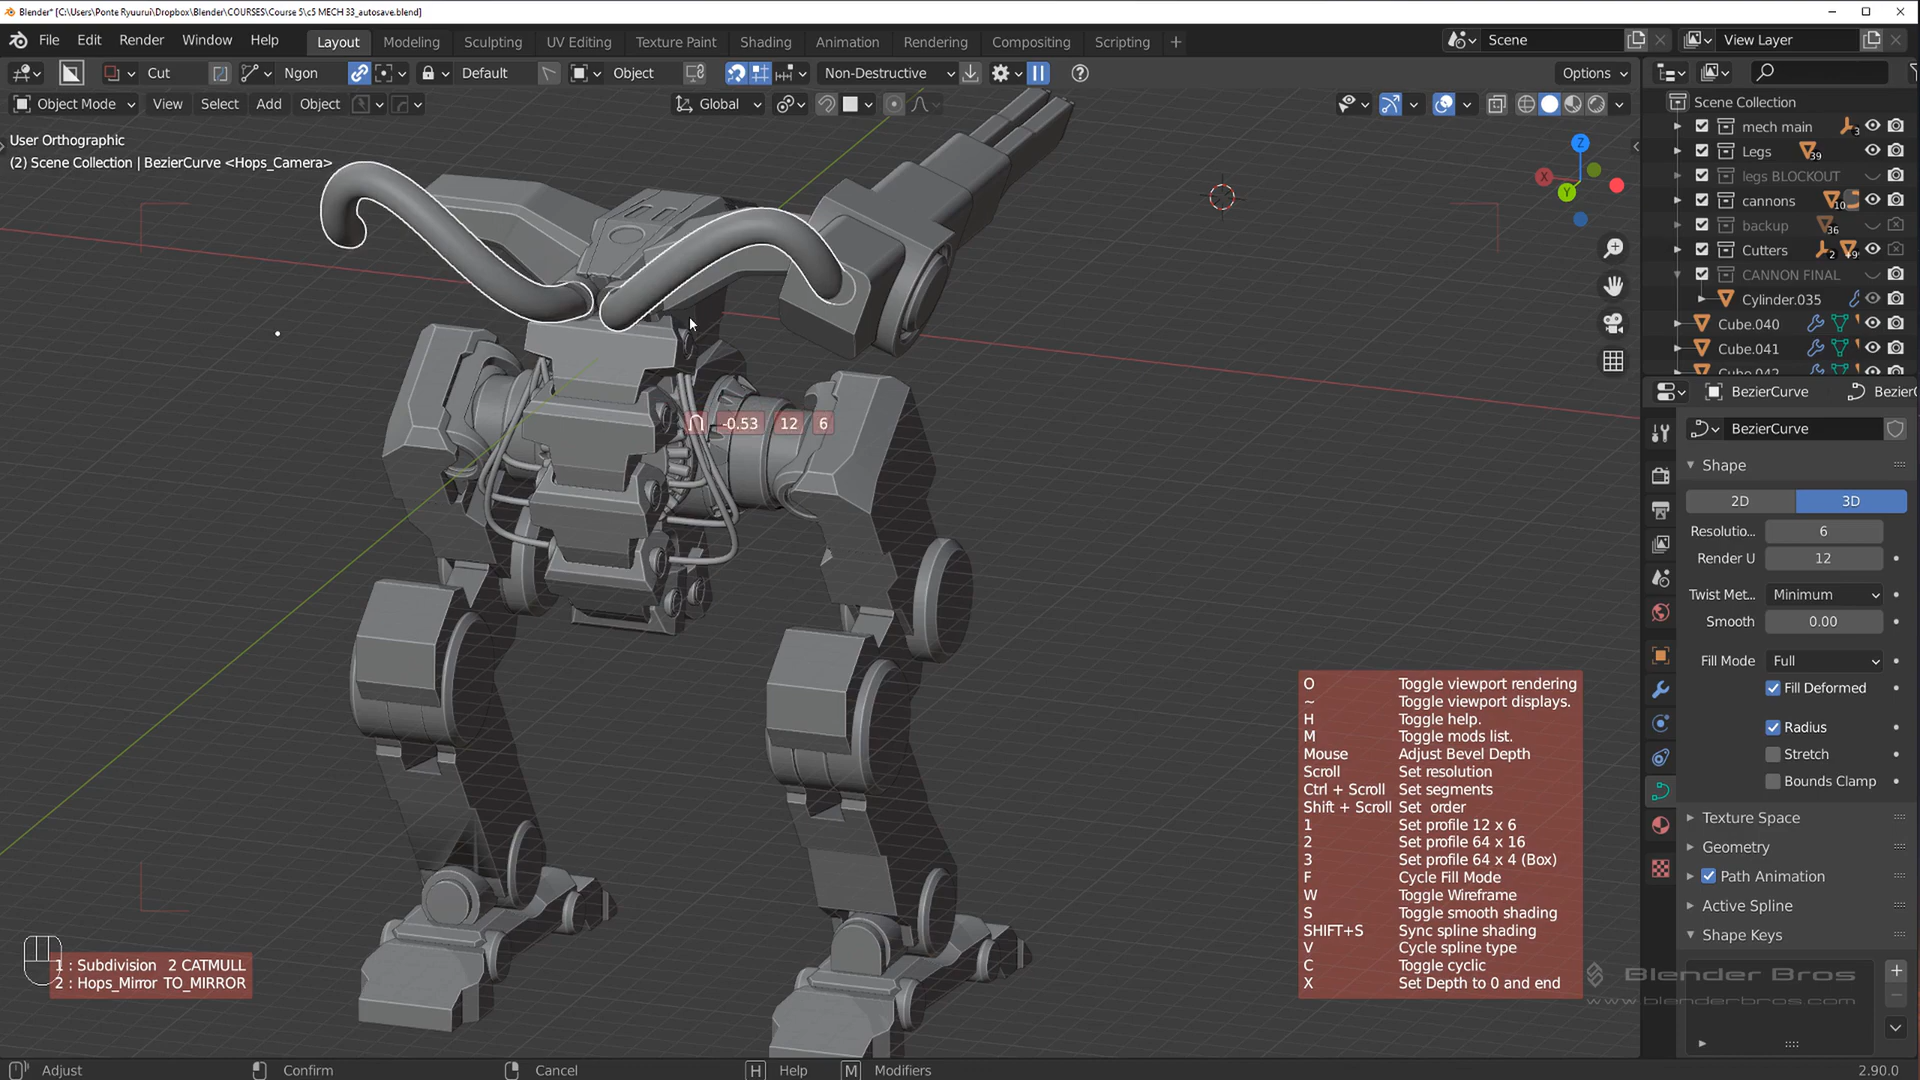 Blender* [C:\Users\Ponte Ryuurui\Dropbox\Blender\COURSES\Course 5\c5 MECH 33_autosave.blend]
File Edit Render Window Help Layout Modeling Sculpting UV Editing Texture Paint Shading Animation Rendering Compositing Scripting + Scene View Layer
Cut Ngon Default Object Non-Destructive Options
Object Mode View Select Add Object Global
User Orthographic
(2) Scene Collection | BezierCurve <Hops_Camera>
Z
X
Y
Scene Collection
mech main 3
Legs 39
legs BLOCKOUT
cannons 10
backup 36
Cutters 2 9
CANNON FINAL
Cylinder.035
Cube.040
Cube.041
Cube.042
BezierCurve BezierC
BezierCurve
Shape
2D 3D
Resolutio... 6
Render U 12
Twist Met... Minimum
Smooth 0.00
Fill Mode Full
Fill Deformed
Radius
Stretch
Bounds Clamp
Texture Space
Geometry
Path Animation
Active Spline
Shape Keys
-0.53 12 6
O Toggle viewport rendering
~ Toggle viewport displays.
H Toggle help.
M Toggle mods list.
Mouse Adjust Bevel Depth
Scroll Set resolution
Ctrl + Scroll Set segments
Shift + Scroll Set order
1 Set profile 12 x 6
2 Set profile 64 x 16
3 Set profile 64 x 4 (Box)
F Cycle Fill Mode
W Toggle Wireframe
S Toggle smooth shading
SHIFT+S Sync spline shading
V Cycle spline type
C Toggle cyclic
X Set Depth to 0 and end
1 : Subdivision 2 CATMULL
2 : Hops_Mirror TO_MIRROR
Blender Bros
www.blenderbros.com
Adjust Confirm Cancel H Help M Modifiers 2.90.0